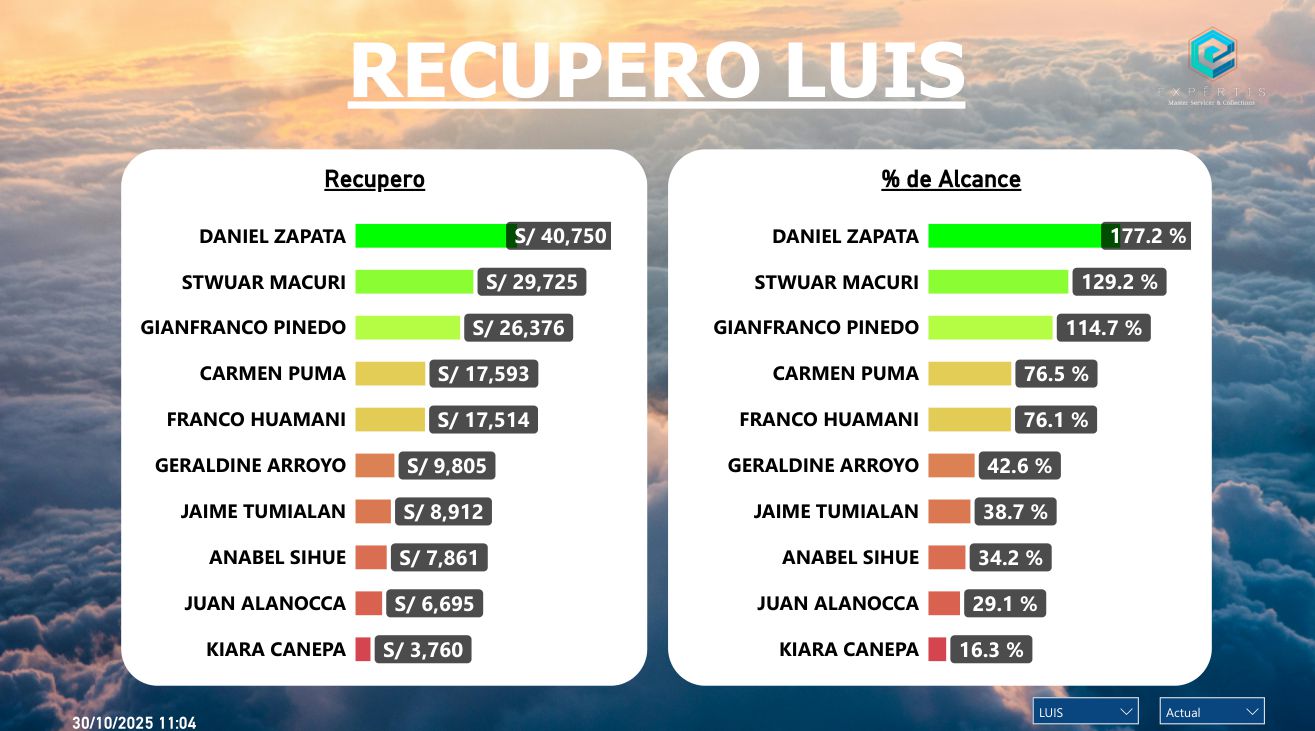 RECUPERO LUIS
EXPERTIS
Master Servicer & Collections
Recupero
DANIEL ZAPATA S/ 40,750
STWUAR MACURI S/ 29,725
GIANFRANCO PINEDO S/ 26,376
CARMEN PUMA S/ 17,593
FRANCO HUAMANI S/ 17,514
GERALDINE ARROYO S/ 9,805
JAIME TUMIALAN S/ 8,912
ANABEL SIHUE S/ 7,861
JUAN ALANOCCA S/ 6,695
KIARA CANEPA S/ 3,760
% de Alcance
DANIEL ZAPATA 177.2 %
STWUAR MACURI 129.2 %
GIANFRANCO PINEDO 114.7 %
CARMEN PUMA 76.5 %
FRANCO HUAMANI 76.1 %
GERALDINE ARROYO 42.6 %
JAIME TUMIALAN 38.7 %
ANABEL SIHUE 34.2 %
JUAN ALANOCCA 29.1 %
KIARA CANEPA 16.3 %
30/10/2025 11:04
LUIS
Actual